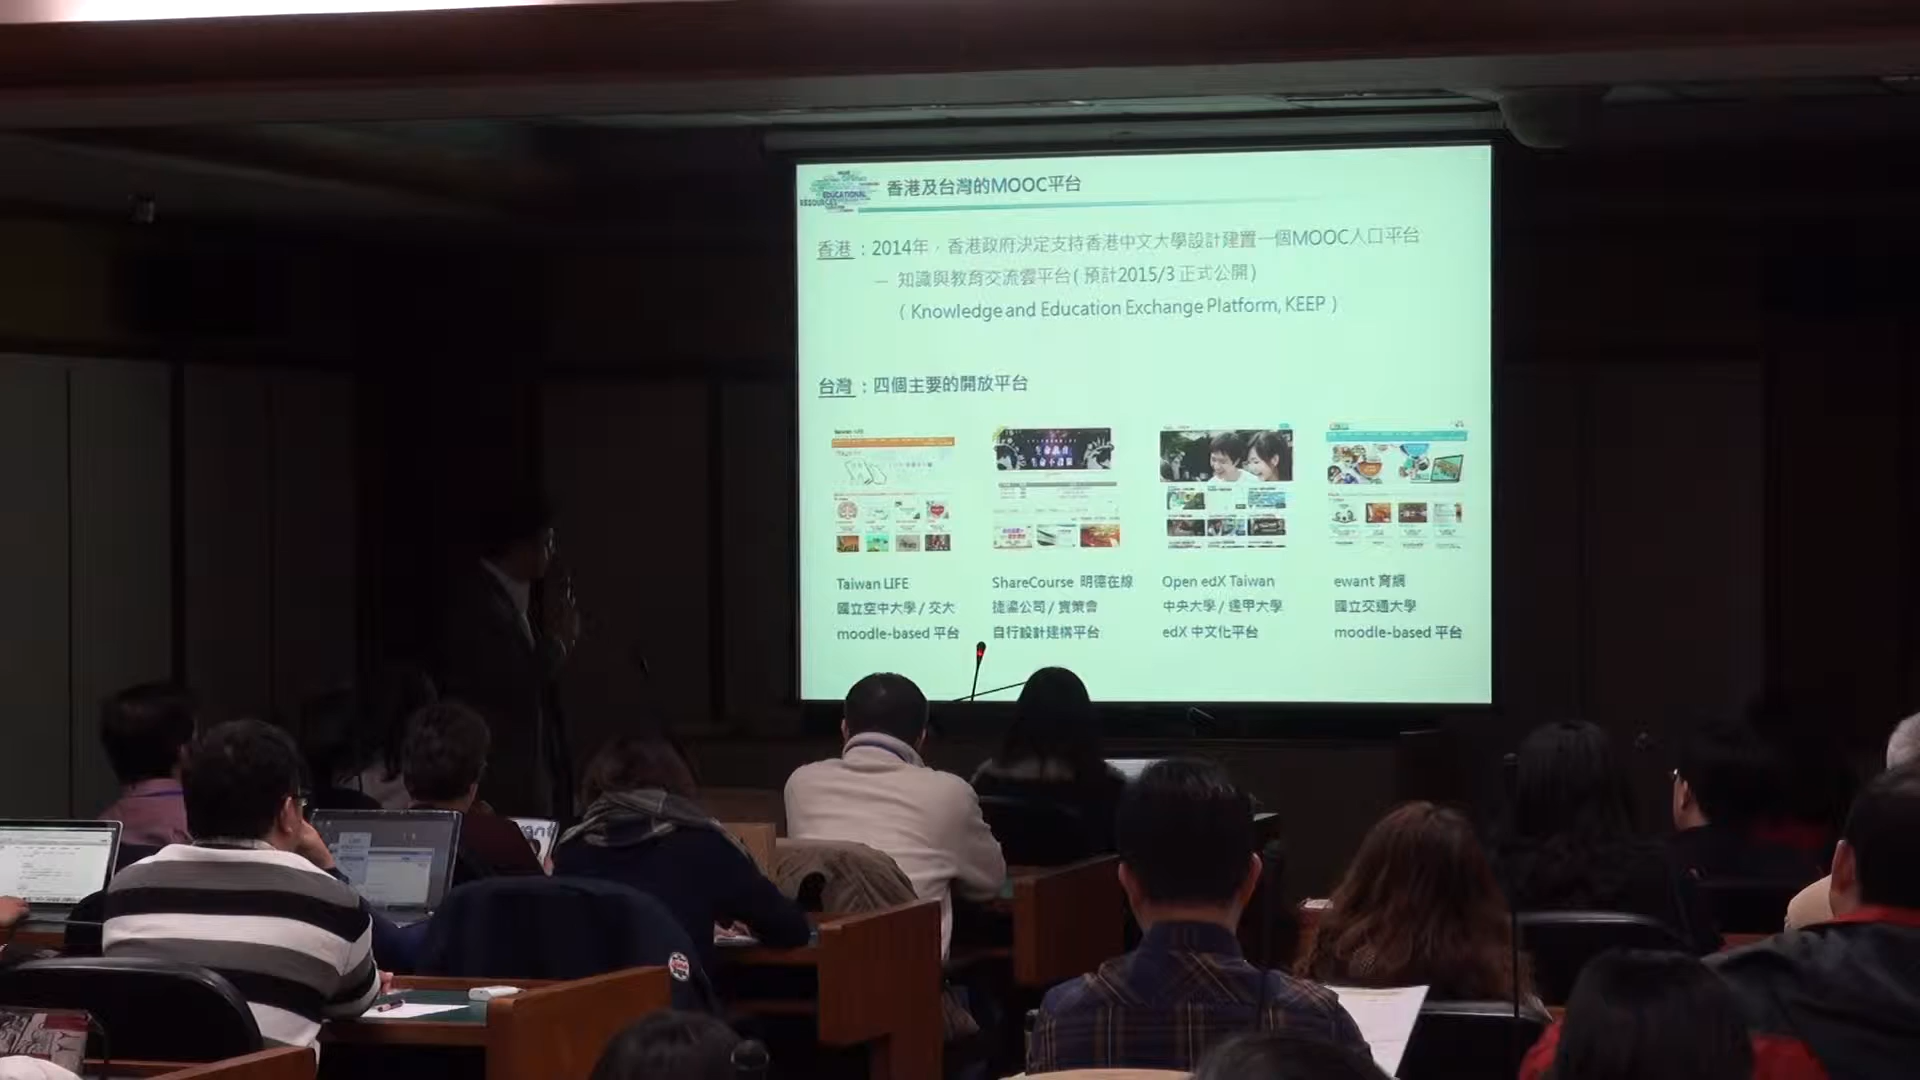 EDUCATIONAL
RESOURCES
香港及台灣的MOOC平台
香港：2014年，香港政府決定支持香港中文大學設計建置一個MOOC入口平台
— 知識與教育交流雲平台( 預計2015/3 正式公開)
( Knowledge and Education Exchange Platform, KEEP )
台灣：四個主要的開放平台
Taiwan LIFE
國立空中大學 / 交大
moodle-based 平台
ShareCourse 明德在線
捷鎏公司 / 資策會
自行設計建構平台
Open edX Taiwan
中央大學 / 逢甲大學
edX 中文化平台
ewant 育網
國立交通大學
moodle-based 平台